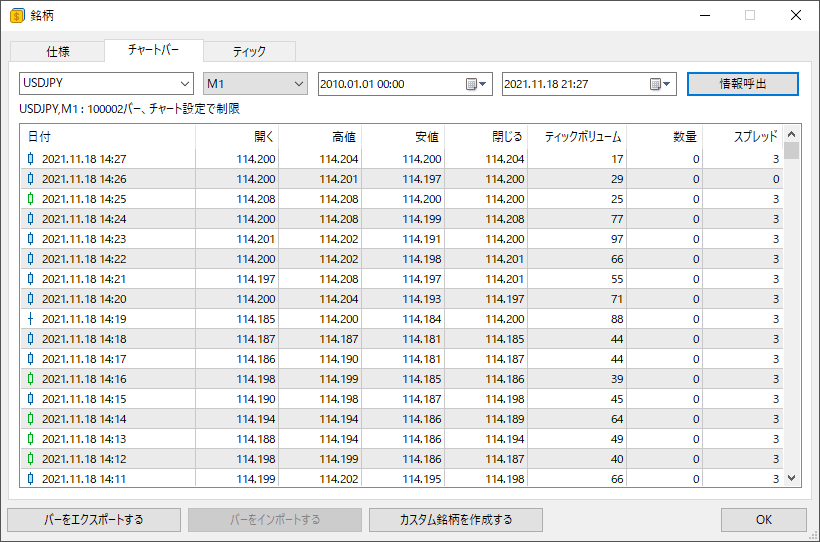 銘柄
仕様 チャートバー ティック
USDJPY M1 2010.01.01 00:00 2021.11.18 21:27 情報呼出
USDJPY,M1 : 100002バー、チャート設定で制限
日付 開く 高値 安値 閉じる ティックボリューム 数量 スプレッド
2021.11.18 14:27 114.200 114.204 114.200 114.204 17 0 3
2021.11.18 14:26 114.200 114.201 114.197 114.200 29 0 0
2021.11.18 14:25 114.208 114.208 114.200 114.200 25 0 3
2021.11.18 14:24 114.200 114.208 114.199 114.208 77 0 3
2021.11.18 14:23 114.201 114.202 114.191 114.200 97 0 3
2021.11.18 14:22 114.200 114.202 114.198 114.201 66 0 3
2021.11.18 14:21 114.197 114.208 114.197 114.201 55 0 3
2021.11.18 14:20 114.200 114.204 114.193 114.197 71 0 3
2021.11.18 14:19 114.185 114.200 114.184 114.200 88 0 3
2021.11.18 14:18 114.187 114.187 114.181 114.185 44 0 3
2021.11.18 14:17 114.186 114.190 114.181 114.187 44 0 3
2021.11.18 14:16 114.198 114.199 114.185 114.186 39 0 3
2021.11.18 14:15 114.190 114.198 114.187 114.198 45 0 3
2021.11.18 14:14 114.194 114.194 114.186 114.189 64 0 3
2021.11.18 14:13 114.188 114.194 114.186 114.194 49 0 3
2021.11.18 14:12 114.198 114.199 114.186 114.187 40 0 3
2021.11.18 14:11 114.199 114.202 114.195 114.198 66 0 3
バーをエクスポートする バーをインポートする カスタム銘柄を作成する OK